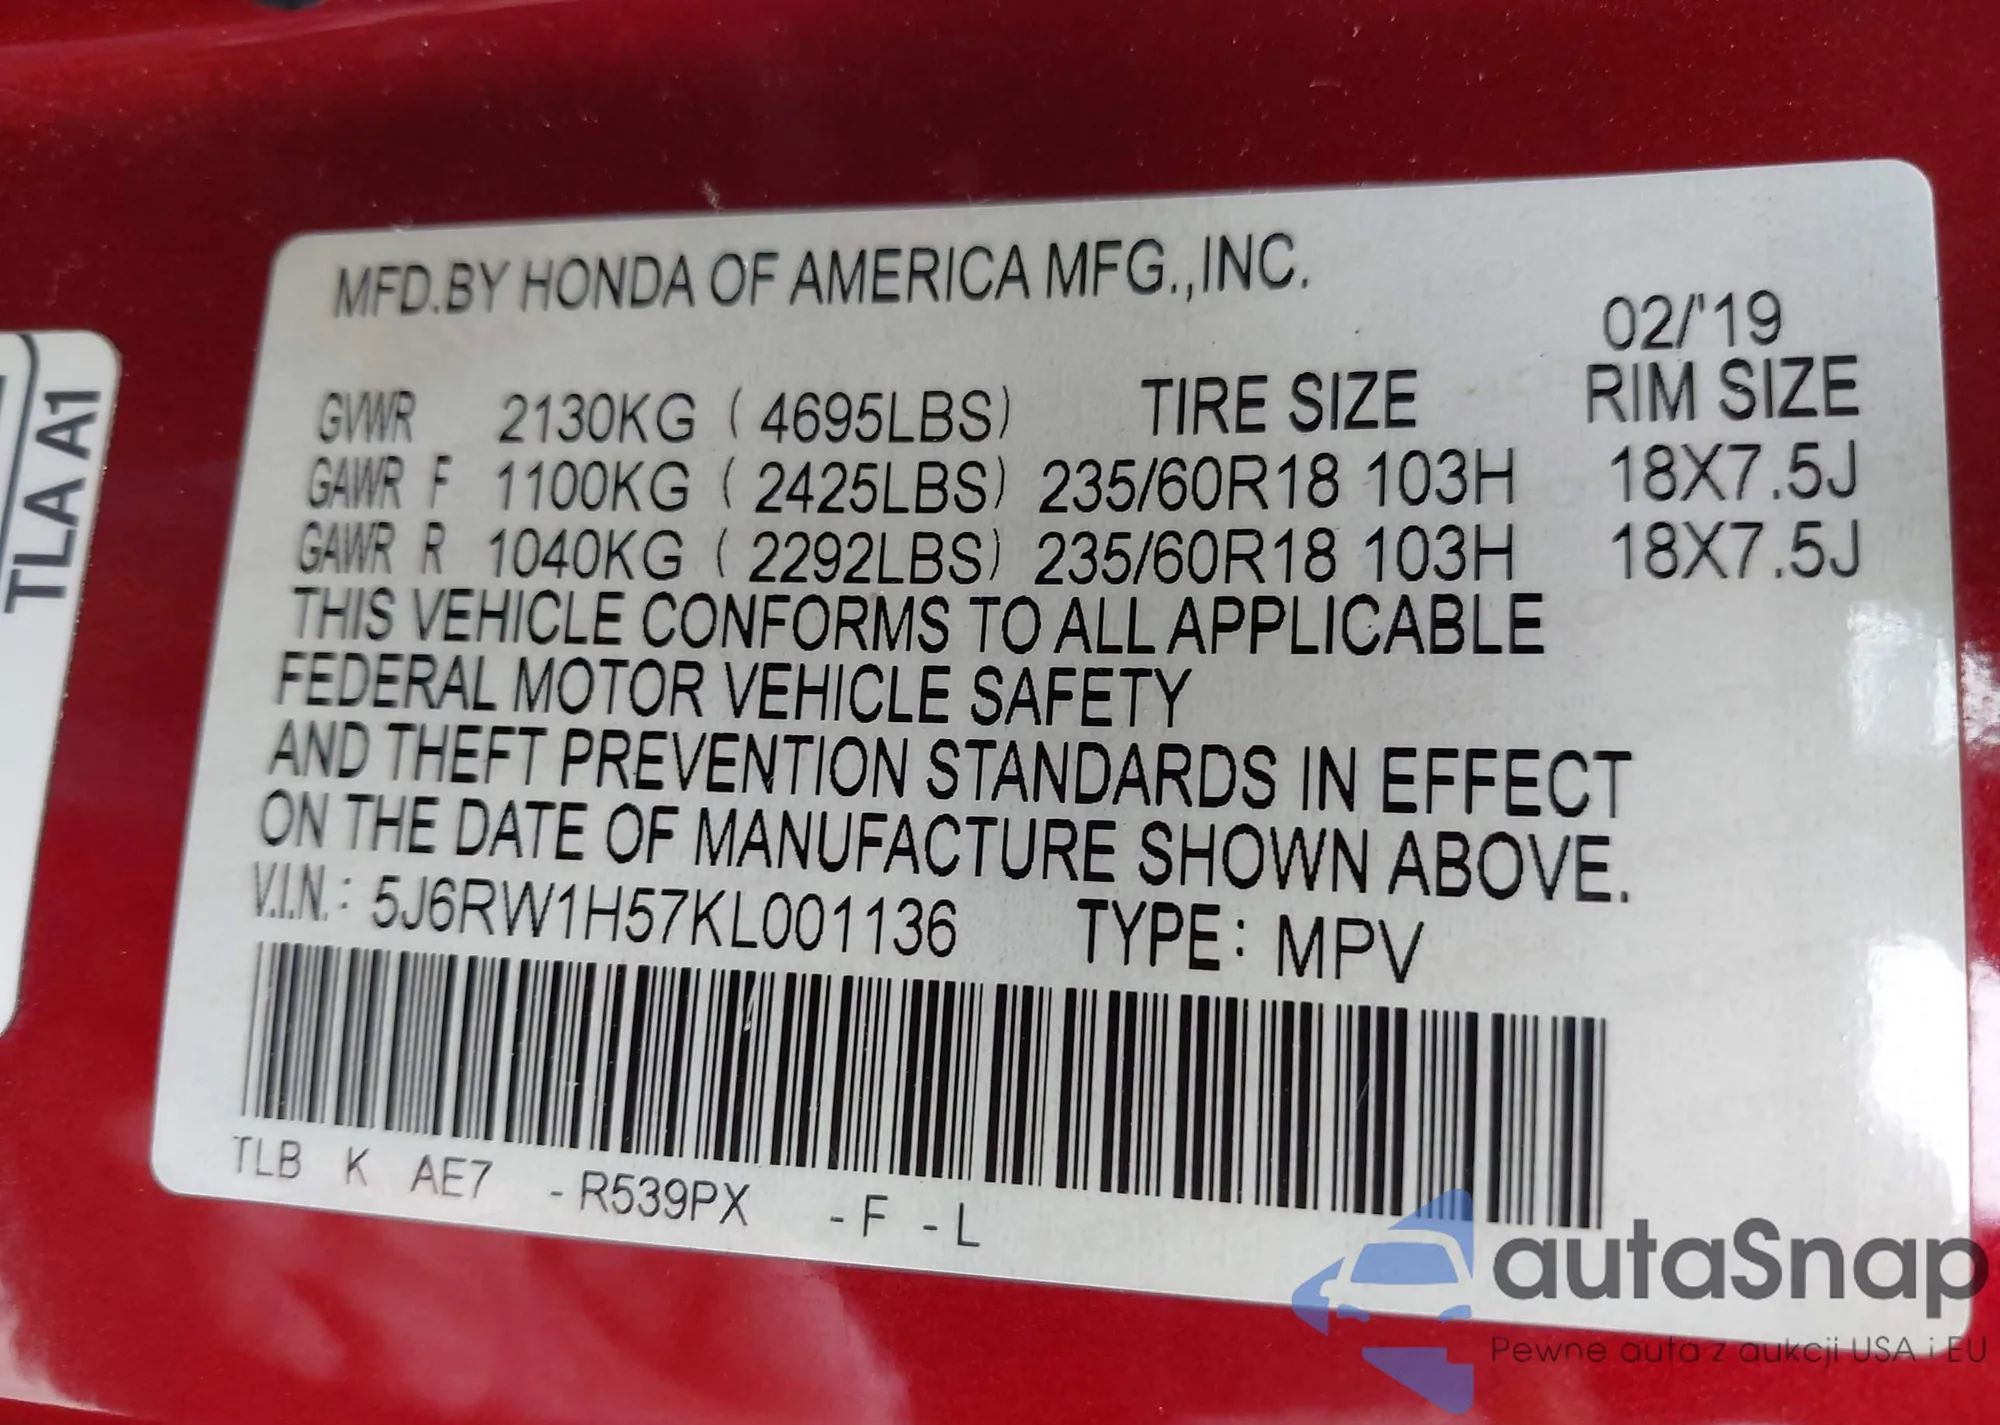 MFD.BY HONDA OF AMERICA MFG.,INC.
02/'19
GVWR 2130KG ( 4695LBS) TIRE SIZE RIM SIZE
GAWR F 1100KG ( 2425LBS) 235/60R18 103H 18X7.5J
GAWR R 1040KG ( 2292LBS) 235/60R18 103H 18X7.5J
THIS VEHICLE CONFORMS TO ALL APPLICABLE
FEDERAL MOTOR VEHICLE SAFETY
AND THEFT PREVENTION STANDARDS IN EFFECT
ON THE DATE OF MANUFACTURE SHOWN ABOVE.
V.I.N.: 5J6RW1H57KL001136 TYPE: MPV
TLB K AE7 - R539PX - F - L
TLA A1
autaSnap
Pewne auta z aukcji USA i EU